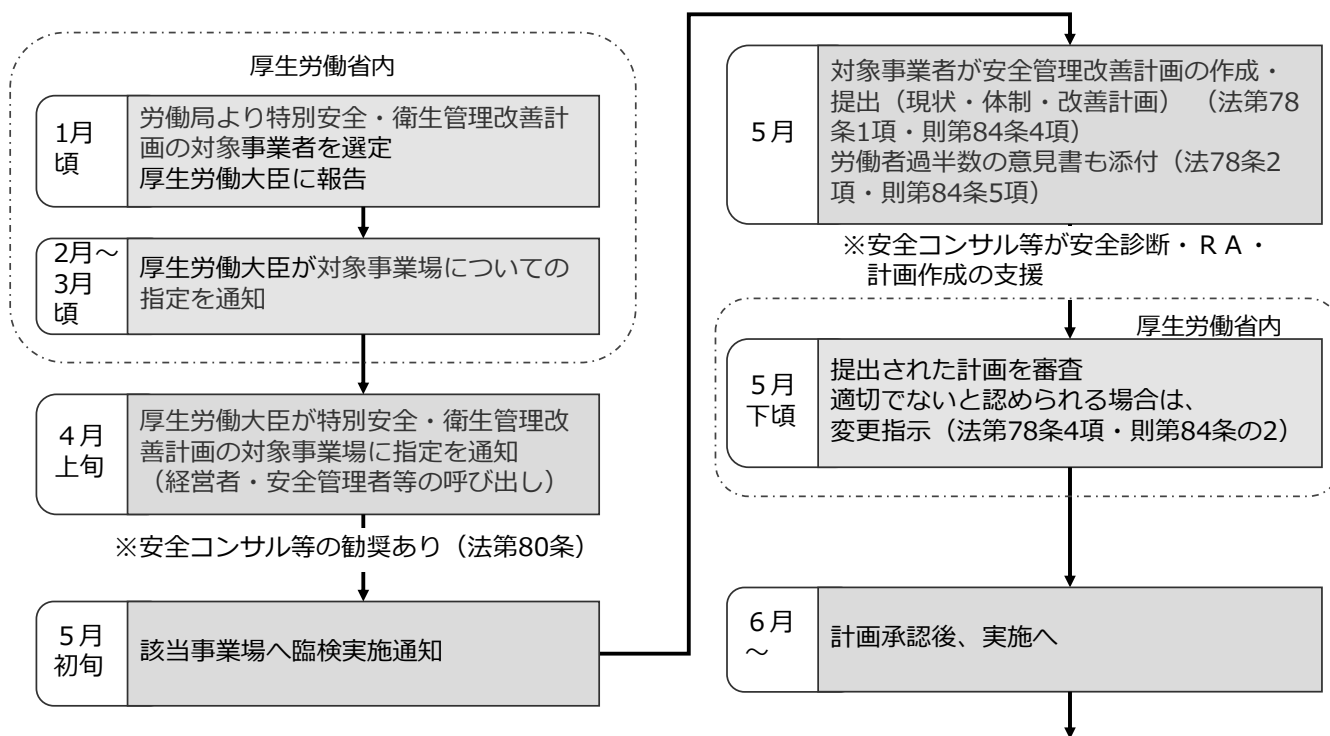 厚生労働省内
1月
頃
労働局より特別安全・衛生管理改善計
画の対象事業者を選定
厚生労働大臣に報告
2月～
3月
頃
厚生労働大臣が対象事業場についての
指定を通知
４月
上旬
厚生労働大臣が特別安全・衛生管理改
善計画の対象事業場に指定を通知
（経営者・安全管理者等の呼び出し）
※安全コンサル等の勧奨あり（法第80条）
５月
初旬
該当事業場へ臨検実施通知
５月
対象事業者が安全管理改善計画の作成・
提出（現状・体制・改善計画）　（法第78
条1項・則第84条4項）
労働者過半数の意見書も添付（法78条2
項・則第84条5項）
※安全コンサル等が安全診断・ＲＡ・
計画作成の支援
厚生労働省内
５月
下頃
提出された計画を審査
適切でないと認められる場合は、
変更指示（法第78条4項・則第84条の2）
６月
～
計画承認後、実施へ